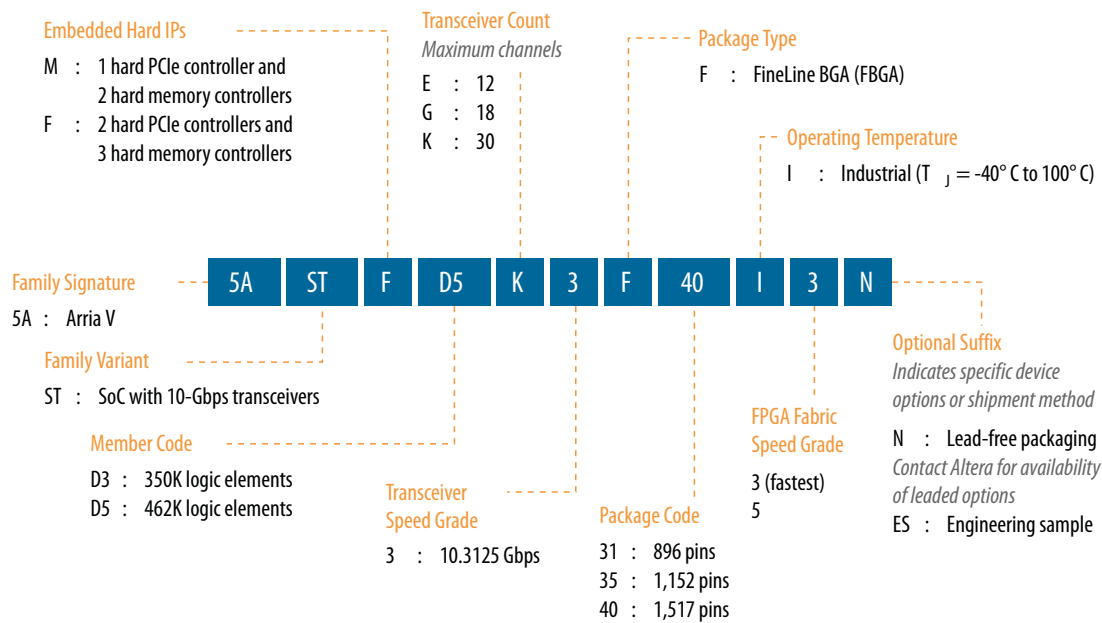 Embedded Hard IPs
M : 1 hard PCIe controller and
2 hard memory controllers
F : 2 hard PCIe controllers and
3 hard memory controllers
Transceiver Count
Maximum channels
E : 12
G : 18
K : 30
Package Type
F : FineLine BGA (FBGA)
Operating Temperature
I : Industrial (T J = -40° C to 100° C)
Family Signature
5A : Arria V
5A ST F D5 K 3 F 40 I 3 N
Family Variant
ST : SoC with 10-Gbps transceivers
Member Code
D3 : 350K logic elements
D5 : 462K logic elements
Transceiver
Speed Grade
3 : 10.3125 Gbps
Package Code
31 : 896 pins
35 : 1,152 pins
40 : 1,517 pins
FPGA Fabric
Speed Grade
3 (fastest)
5
Optional Suffix
Indicates specific device
options or shipment method
N : Lead-free packaging
Contact Altera for availability
of leaded options
ES : Engineering sample